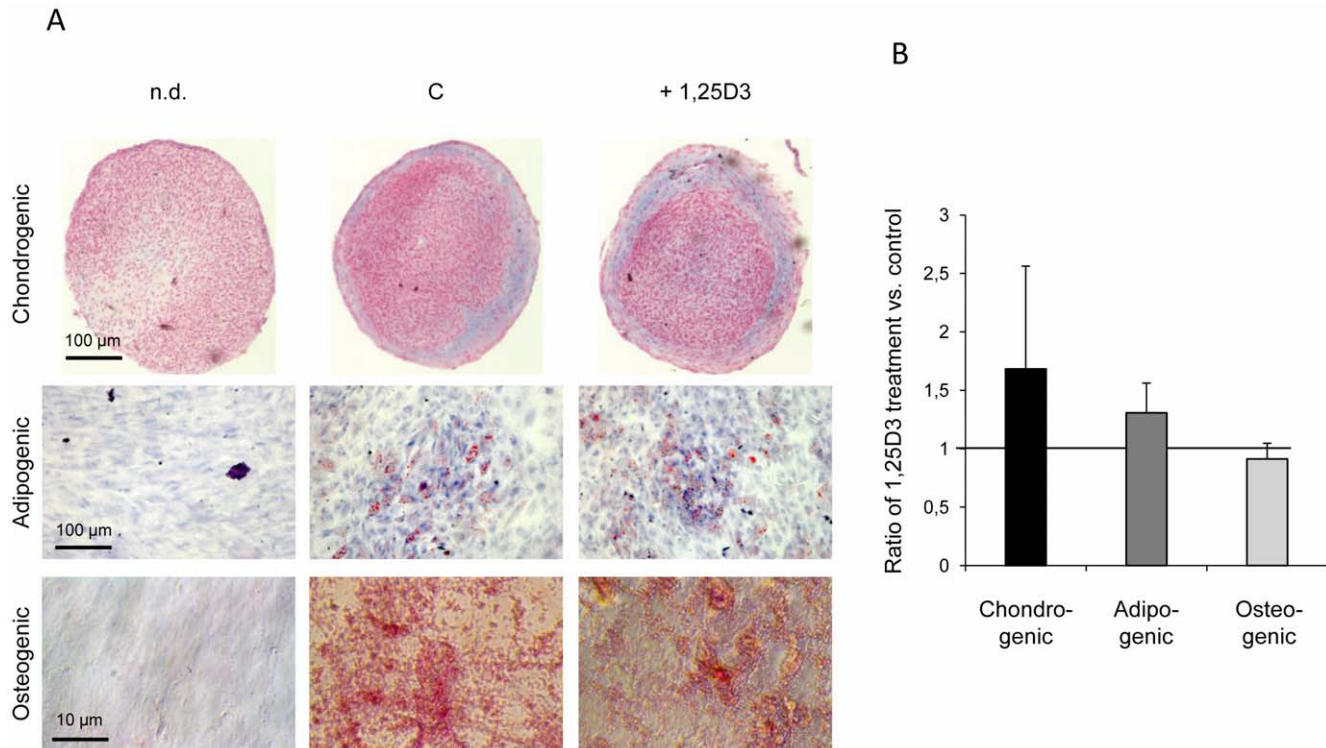 A
n.d.
C
+ 1,25D3
Chondrogenic
100 µm
Adipogenic
100 µm
Osteogenic
10 µm
B
Ratio of 1,25D3 treatment vs. control
3
2,5
2
1,5
1
0,5
0
Chondro-
genic
Adipo-
genic
Osteo-
genic